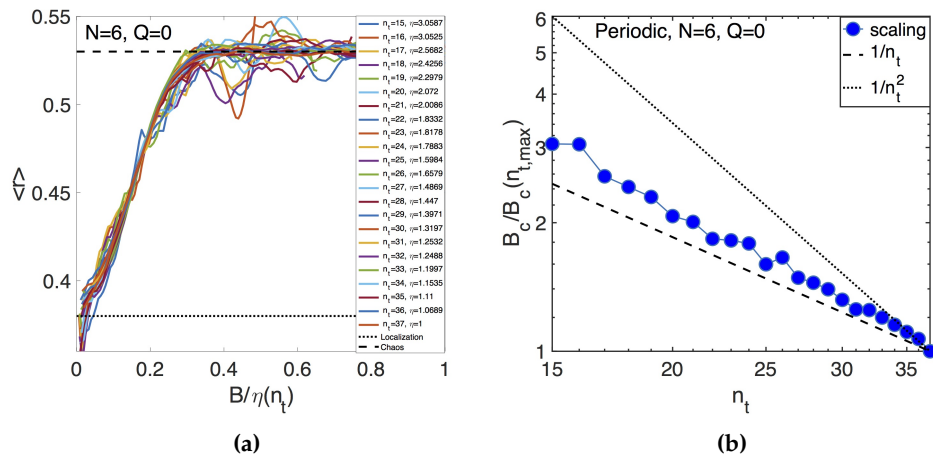 N=6, Q=0
0.55
0.5
0.45
0.4
<r>
0
0.2
0.4
0.6
0.8
1
B/η(n_t)
n_t=15, η=3.0587
n_t=16, η=3.0525
n_t=17, η=2.5682
n_t=18, η=2.4256
n_t=19, η=2.2979
n_t=20, η=2.072
n_t=21, η=2.0086
n_t=22, η=1.8332
n_t=23, η=1.8178
n_t=24, η=1.7883
n_t=25, η=1.5984
n_t=26, η=1.6579
n_t=27, η=1.4869
n_t=28, η=1.447
n_t=29, η=1.3971
n_t=30, η=1.3197
n_t=31, η=1.2532
n_t=32, η=1.2488
n_t=33, η=1.1997
n_t=34, η=1.1535
n_t=35, η=1.11
n_t=36, η=1.0689
n_t=37, η=1
Localization
Chaos
(a)
Periodic, N=6, Q=0
scaling
1/n_t
1/n_t^2
6
5
4
3
2
1
B_c/B_c(n_t,max)
15
20
25
30
35
n_t
(b)